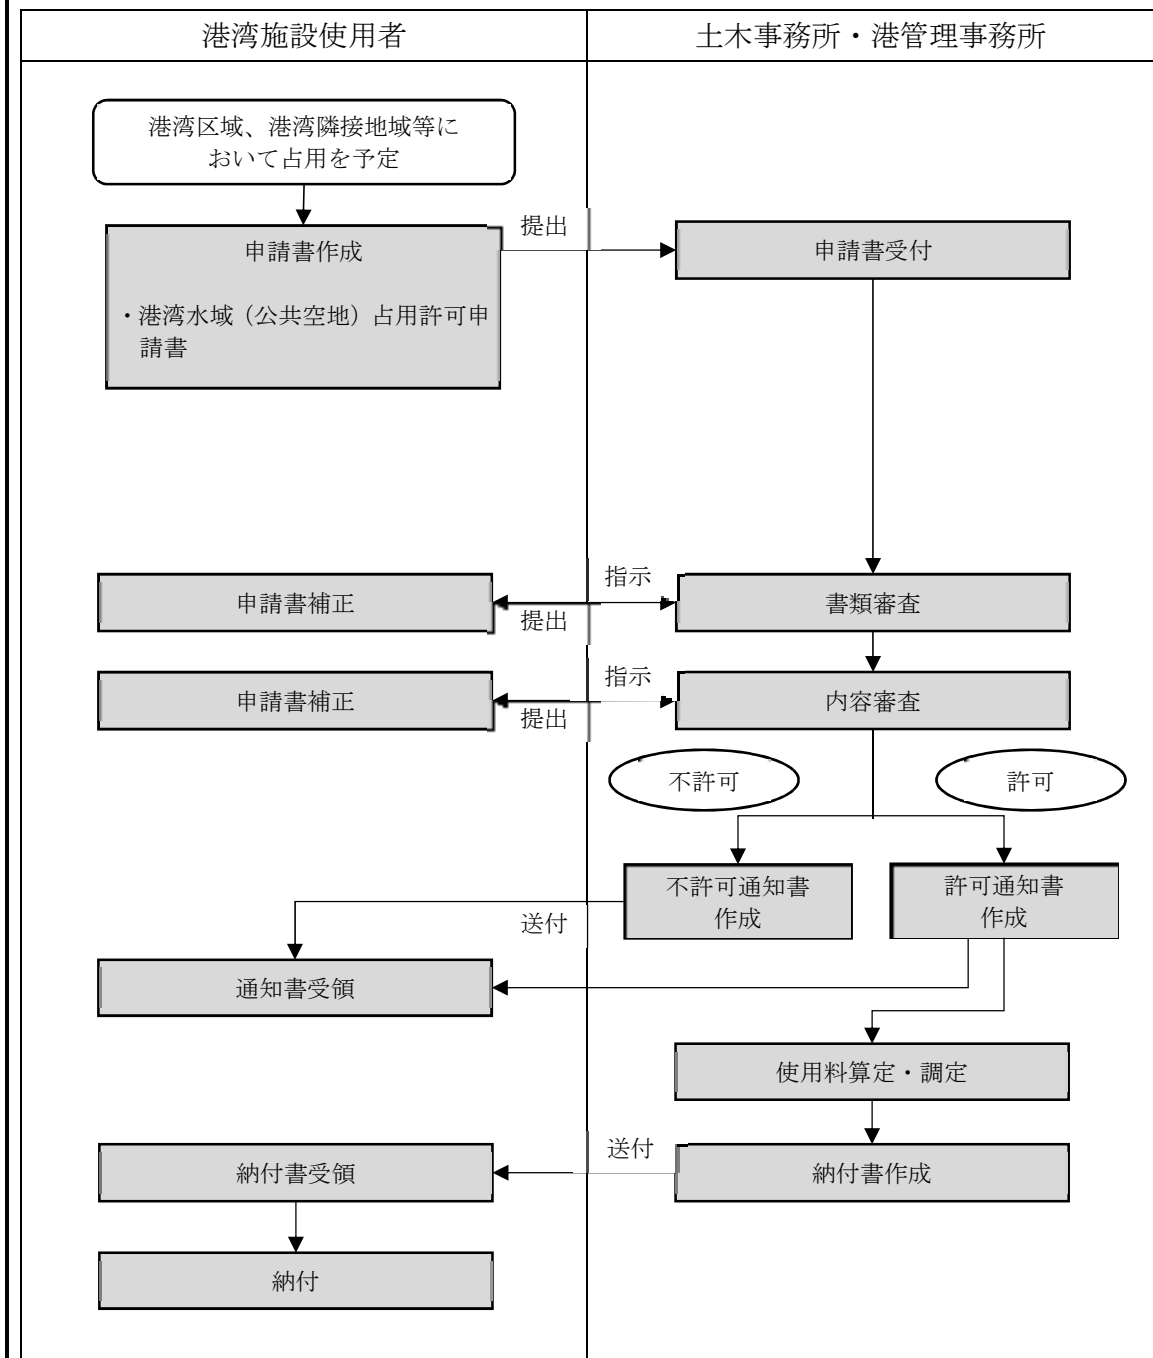 港湾施設使用者
土木事務所・港管理事務所
港湾区域、港湾隣接地域等に
おいて占用を予定
申請書作成
・港湾水域（公共空地）占用許可申
請書
提出
申請書受付
申請書補正
指示
提出
書類審査
申請書補正
指示
提出
内容審査
不許可
許可
不許可通知書
作成
許可通知書
作成
送付
通知書受領
使用料算定・調定
納付書受領
送付
納付書作成
納付